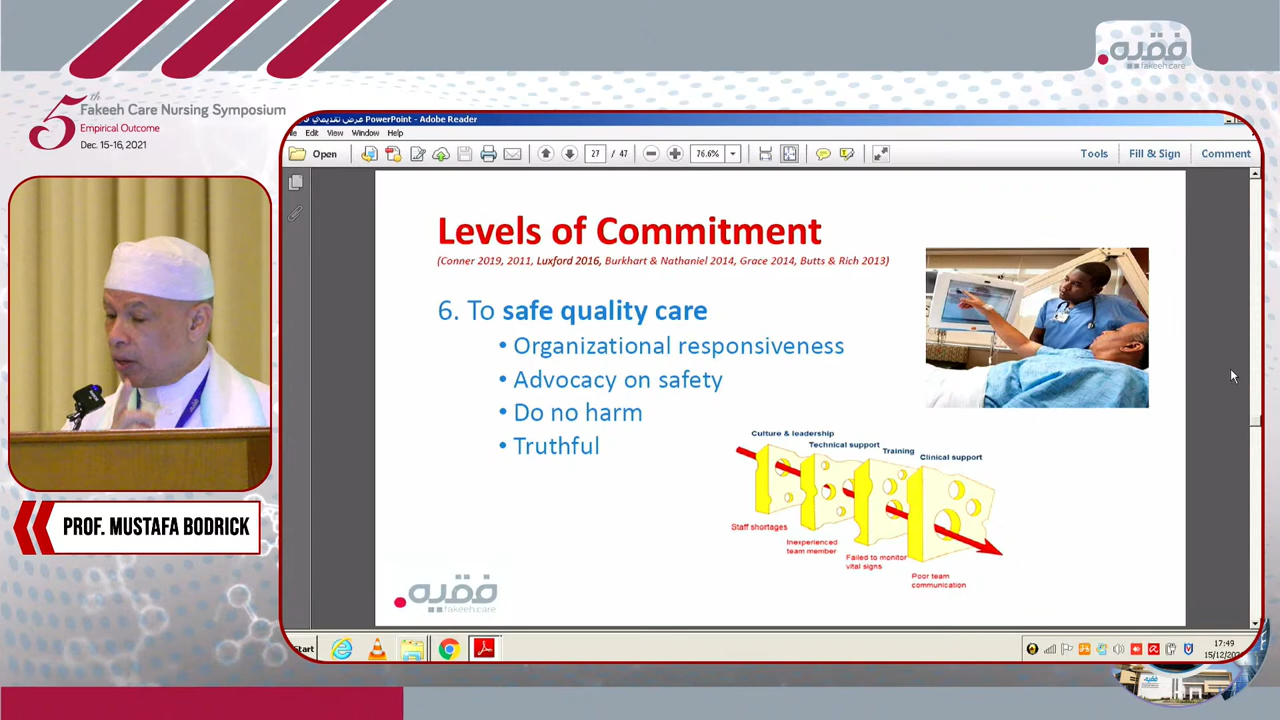 فقيه
fakeeh.care
5th
Fakeeh Care Nursing Symposium
Empirical Outcome
Dec. 15-16, 2021
PowerPoint - Adobe Reader عرض تقديمي
Edit View Window Help
Open 27 / 47 76.6% Tools Fill & Sign Comment
Levels of Commitment
(Conner 2019, 2011, Luxford 2016, Burkhart & Nathaniel 2014, Grace 2014, Butts & Rich 2013)
6. To safe quality care
• Organizational responsiveness
• Advocacy on safety
• Do no harm
• Truthful
Culture & leadership
Technical support
Training
Clinical support
Staff shortages
Inexperienced
team member
Failed to monitor
vital signs
Poor team
communication
فقيه
fakeeh.care
PROF. MUSTAFA BODRICK
17:49